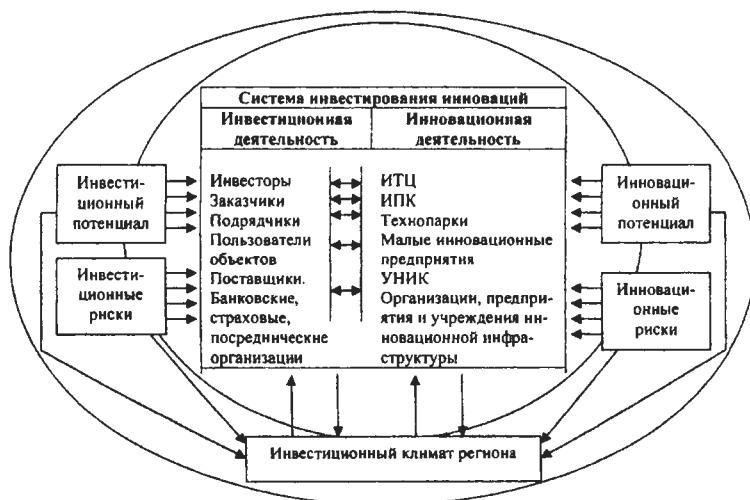 Система инвестирования инноваций
Инвестиционная
деятельность
Инновационная
деятельность
Инвести-
ционный
потенциал
Инвести-
ционные
риски
Инвесторы
Заказчики
Подрядчики
Пользователи
объектов
Поставщики.
Банковские,
страховые,
посреднические
организации
ИТЦ
ИПК
Технопарки
Малые инновационные
предприятия
УНИК
Организации, предпри-
ятия и учреждения ин-
новационной инфра-
структуры
Инноваци-
онный
потенциал
Инноваци-
онные
риски
Инвестиционный климат региона